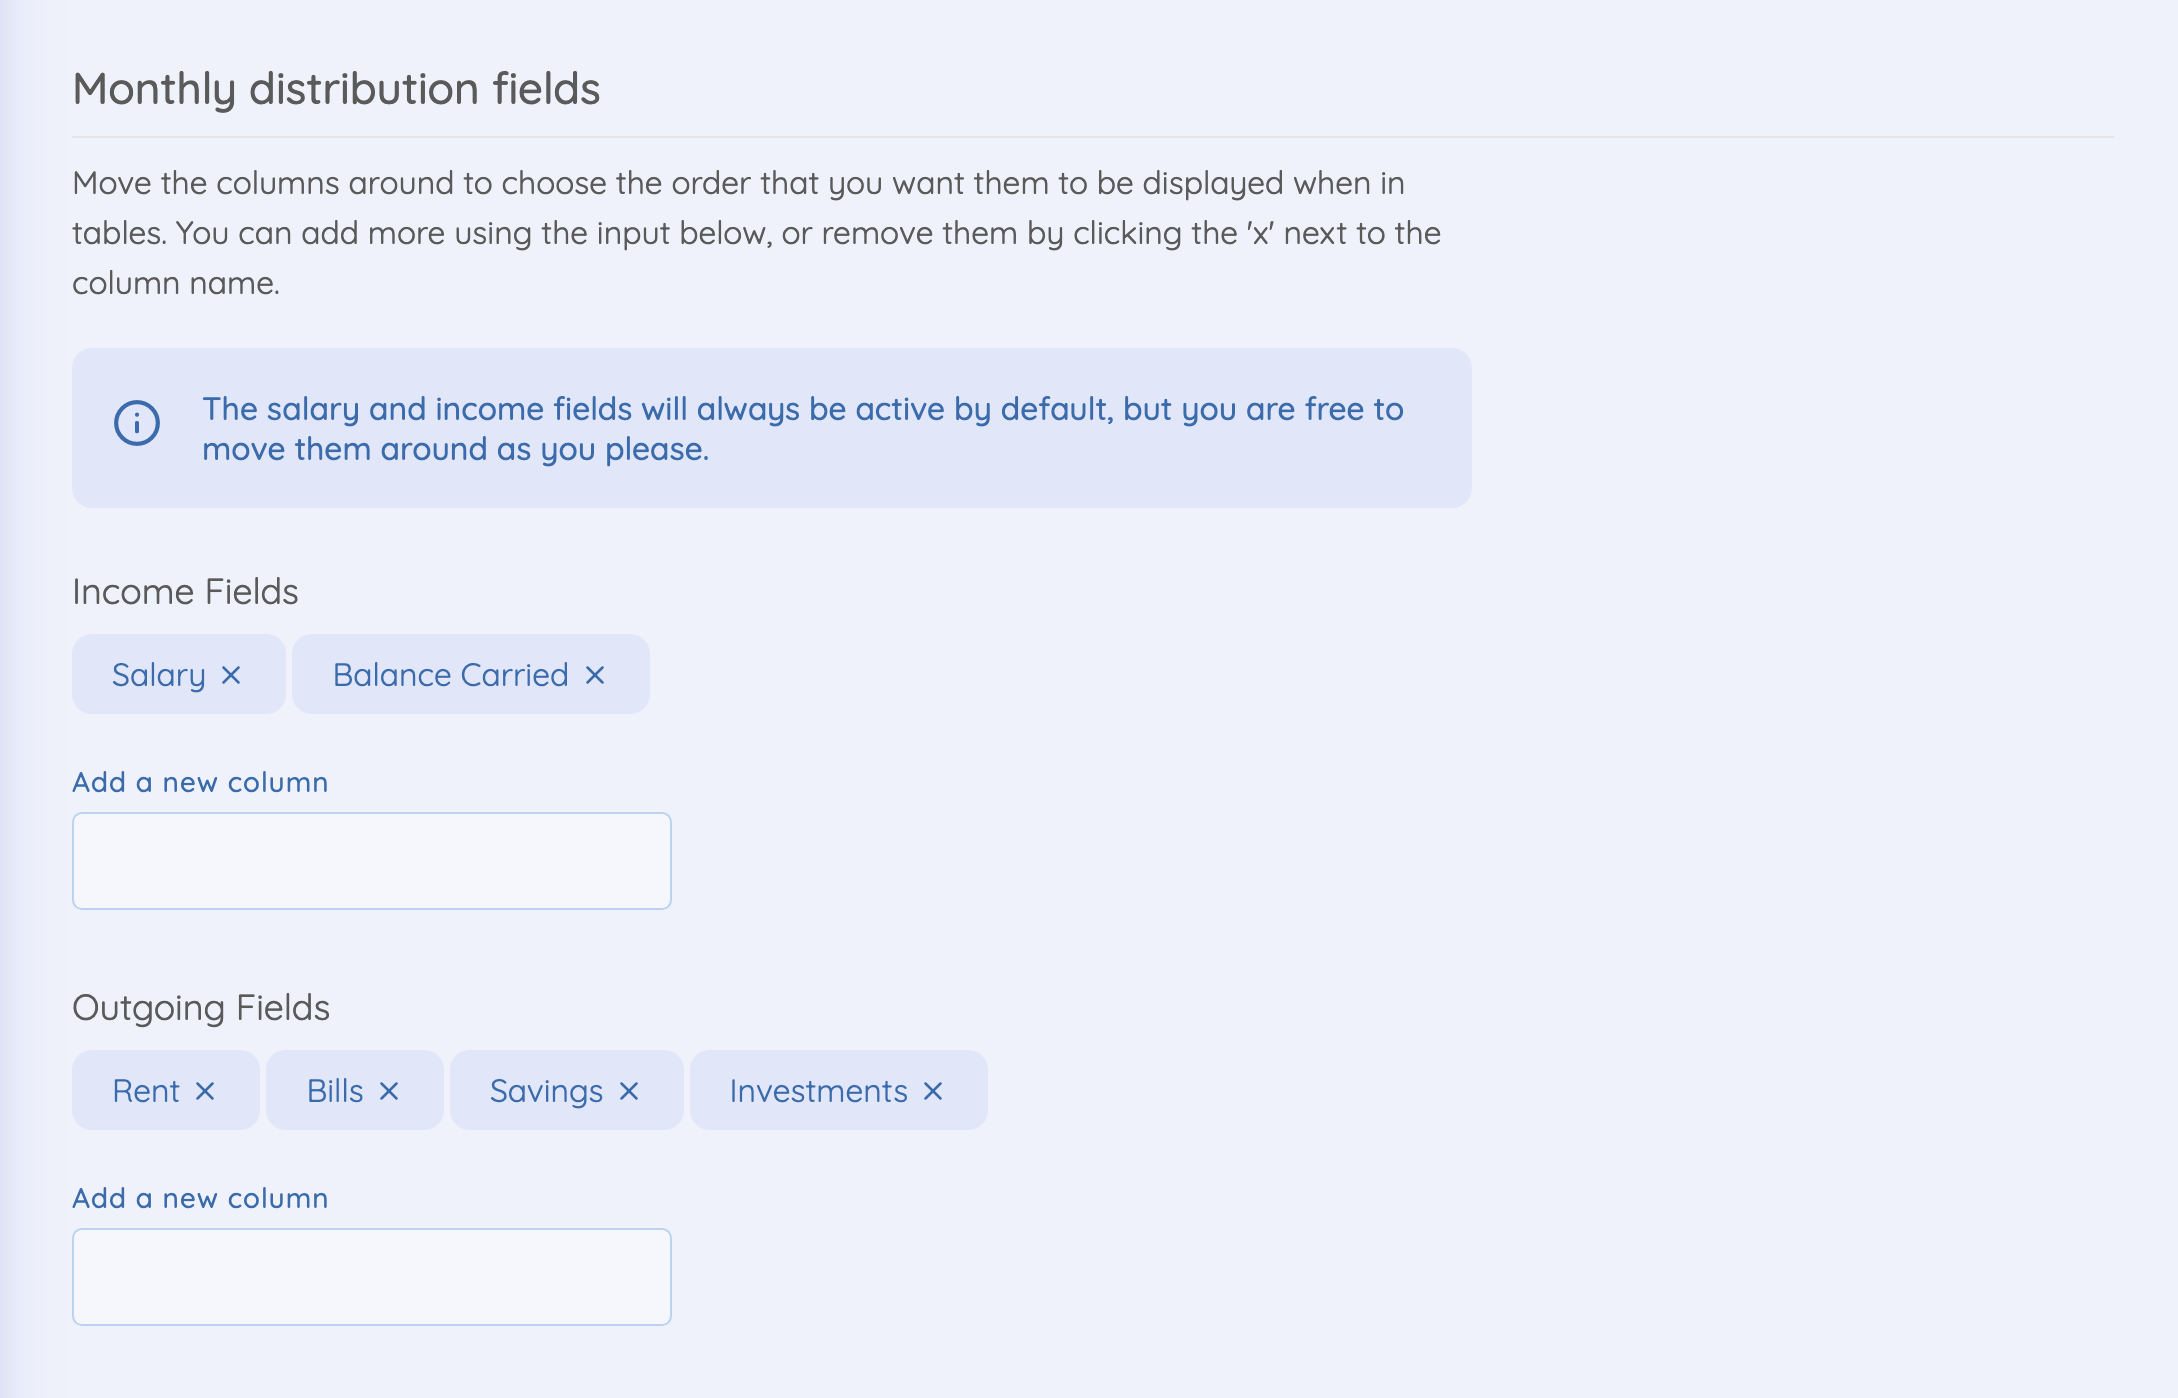 Monthly distribution fields
Move the columns around to choose the order that you want them to be displayed when in
tables. You can add more using the input below, or remove them by clicking the 'x' next to the
column name.
The salary and income fields will always be active by default, but you are free to
move them around as you please.
Income Fields
Salary × Balance Carried ×
Add a new column
Outgoing Fields
Rent × Bills × Savings × Investments ×
Add a new column